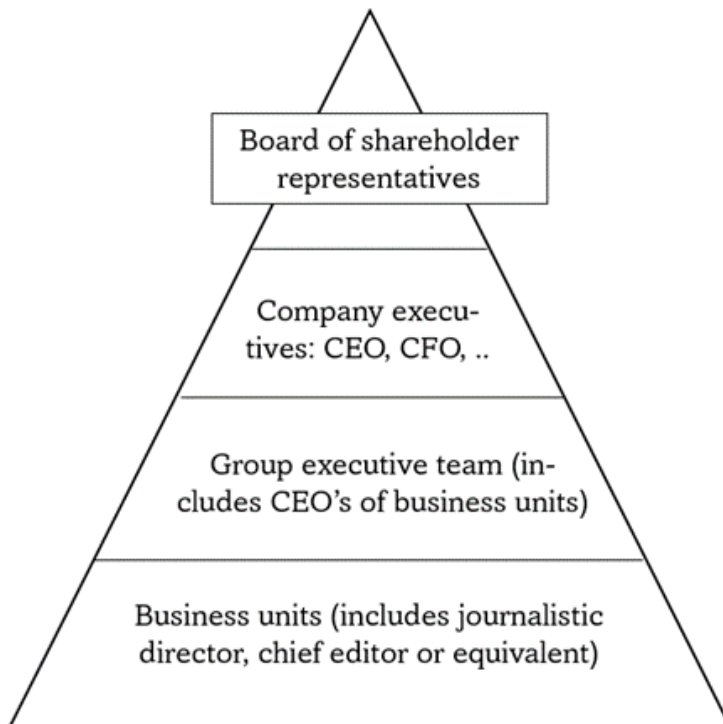 Board of shareholder
representatives
Company execu-
tives: CEO, CFO, ..
Group executive team (in-
cludes CEO’s of business units)
Business units (includes journalistic
director, chief editor or equivalent)